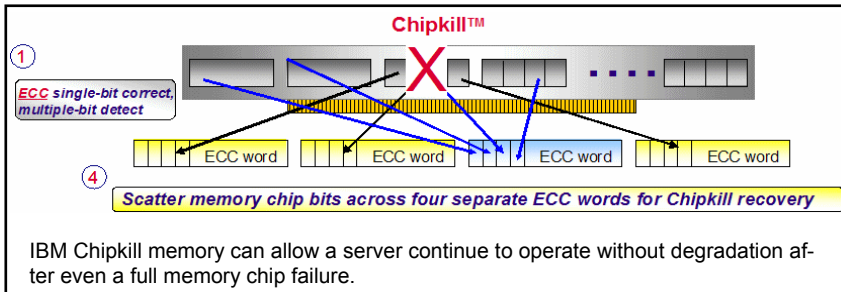 Chipkill™
1
ECC single-bit correct,
multiple-bit detect
ECC word ECC word ECC word ECC word
4
Scatter memory chip bits across four separate ECC words for Chipkill recovery
IBM Chipkill memory can allow a server continue to operate without degradation af-
ter even a full memory chip failure.